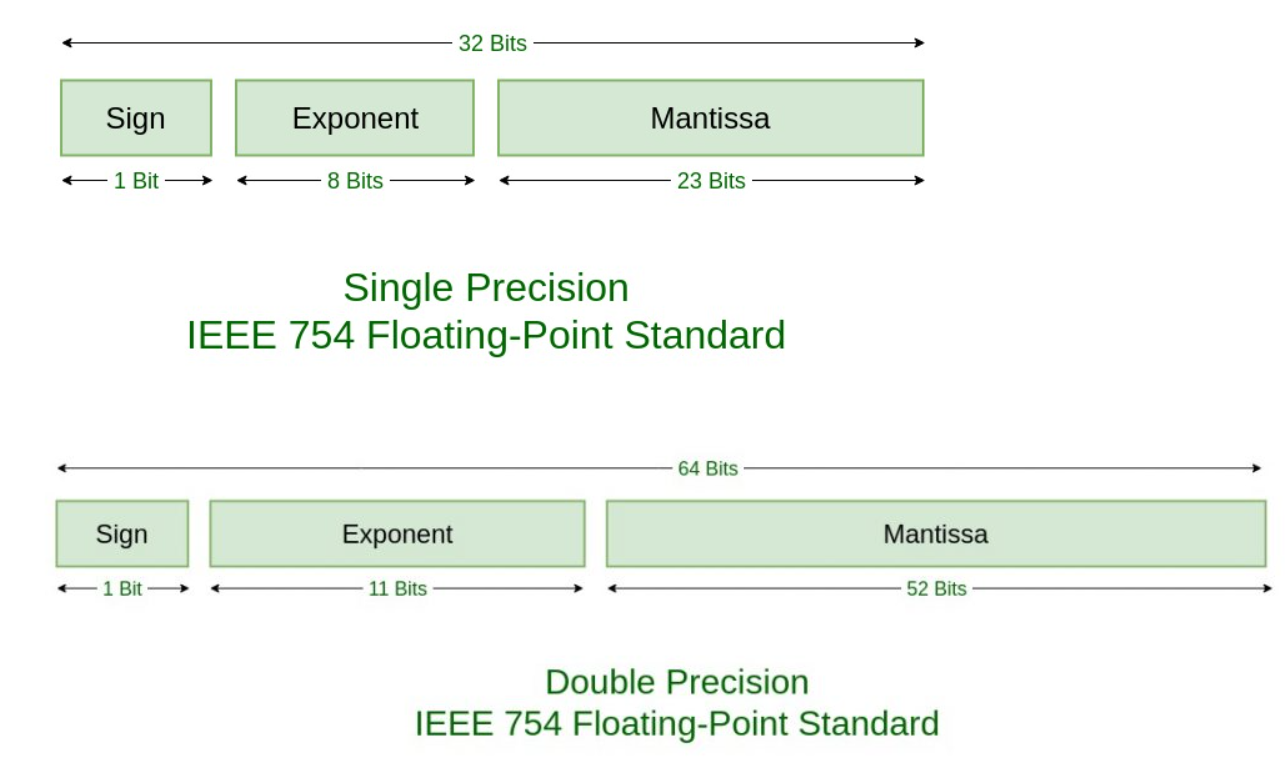 32 Bits
Sign Exponent Mantissa
1 Bit 8 Bits 23 Bits
Single Precision
IEEE 754 Floating-Point Standard
64 Bits
Sign Exponent Mantissa
1 Bit 11 Bits 52 Bits
Double Precision
IEEE 754 Floating-Point Standard